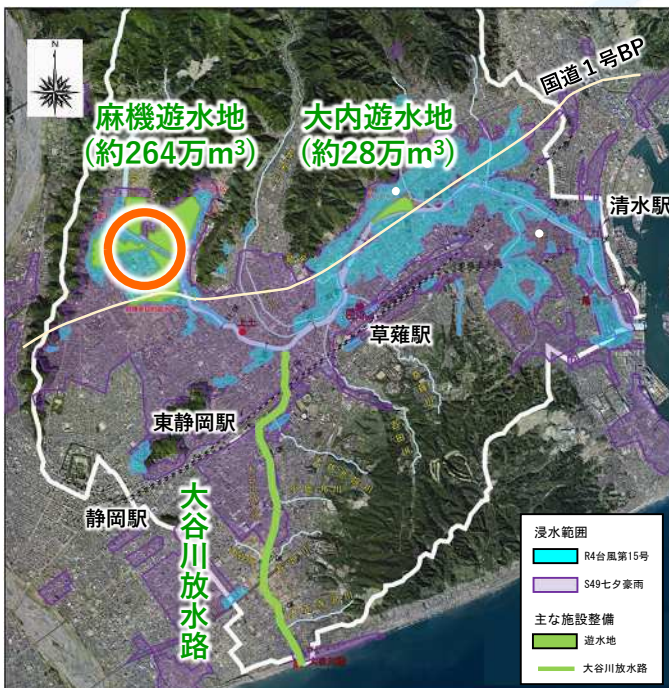 N
国道1号BP
麻機遊水地
(約264万m³)
大内遊水地
(約28万m³)
清水駅
草薙駅
東静岡駅
静岡駅
大谷川放水路
浸水範囲
R4台風第15号
S49七夕豪雨
主な施設整備
遊水地
大谷川放水路